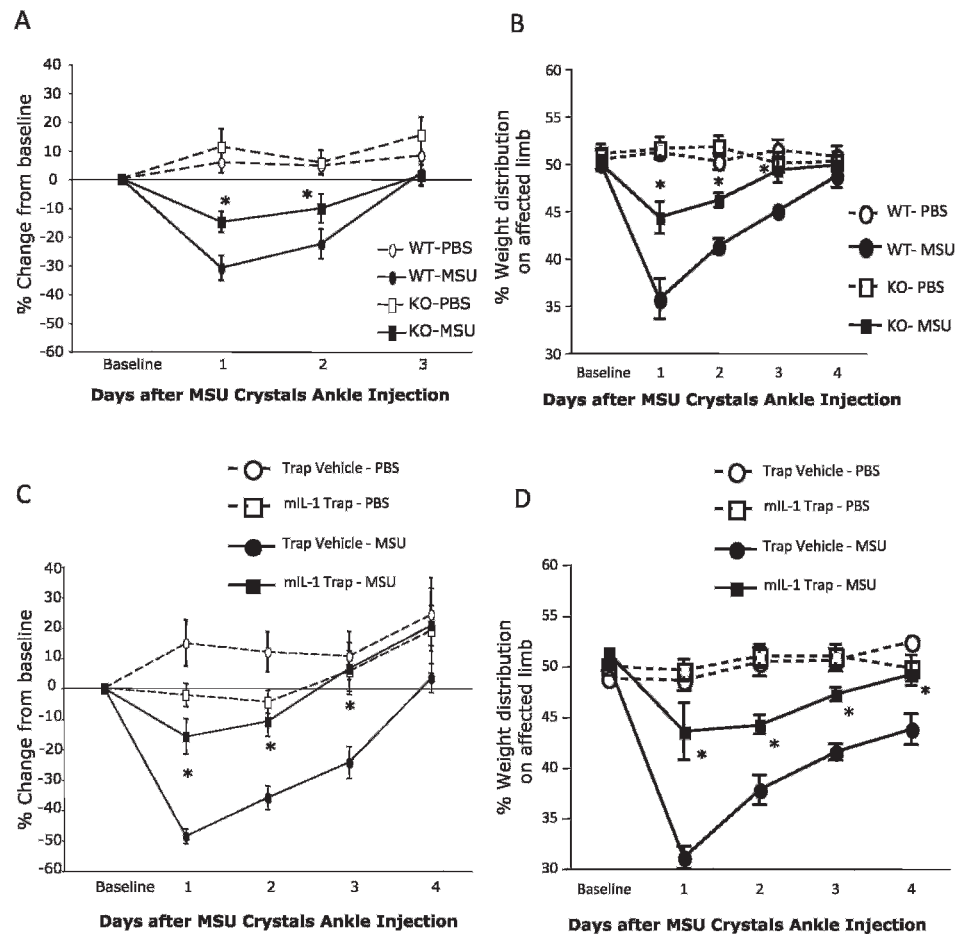 A
% Change from baseline
40
30
20
10
0
-10
-20
-30
-40
-50
-60
WT-PBS
WT-MSU
KO-PBS
KO-MSU
*
*
Baseline 1 2 3
Days after MSU Crystals Ankle Injection
B
% Weight distribution
on affected limb
60
55
50
45
40
35
30
*
*
*
WT- PBS
WT- MSU
KO- PBS
KO- MSU
Baseline 1 2 3 4
Days after MSU Crystals Ankle Injection
C
Trap Vehicle - PBS
mIL-1 Trap - PBS
Trap Vehicle - MSU
mIL-1 Trap - MSU
% Change from baseline
40
30
20
10
0
-10
-20
-30
-40
-50
-60
*
*
*
Baseline 1 2 3 4
Days after MSU Crystals Ankle Injection
D
Trap Vehicle - PBS
mIL-1 Trap - PBS
Trap Vehicle - MSU
mIL-1 Trap - MSU
% Weight distribution
on affected limb
60
55
50
45
40
35
30
*
*
*
*
Baseline 1 2 3 4
Days after MSU Crystals Ankle Injection